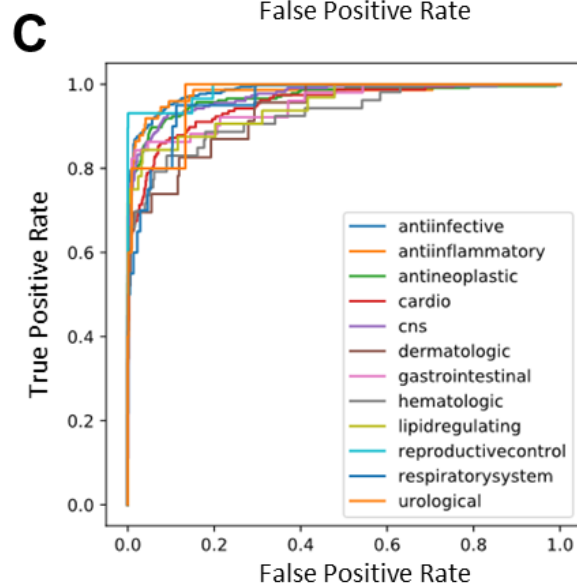 False Positive Rate
C
True Positive Rate
1.0
0.8
0.6
0.4
0.2
0.0
antiinfective
antiinflammatory
antineoplastic
cardio
cns
dermatologic
gastrointestinal
hematologic
lipidregulating
reproductivecontrol
respiratorysystem
urological
0.0 0.2 0.4 0.6 0.8 1.0
False Positive Rate